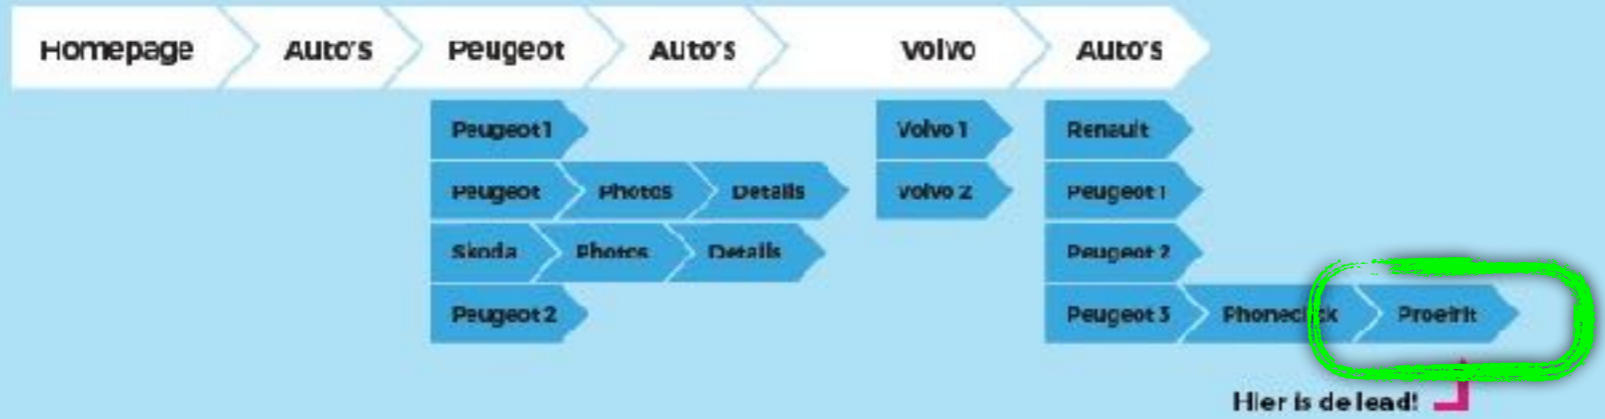 Homepage Auto's Peugeot Auto's Volvo Auto's
Peugeot 1 Volvo 1 Renault
Peugeot Photos Details Volvo 2 Peugeot 1
Skoda Photos Details Peugeot 2
Peugeot 2 Peugeot 3 Phoneclick Proefrit
Hier is de lead!